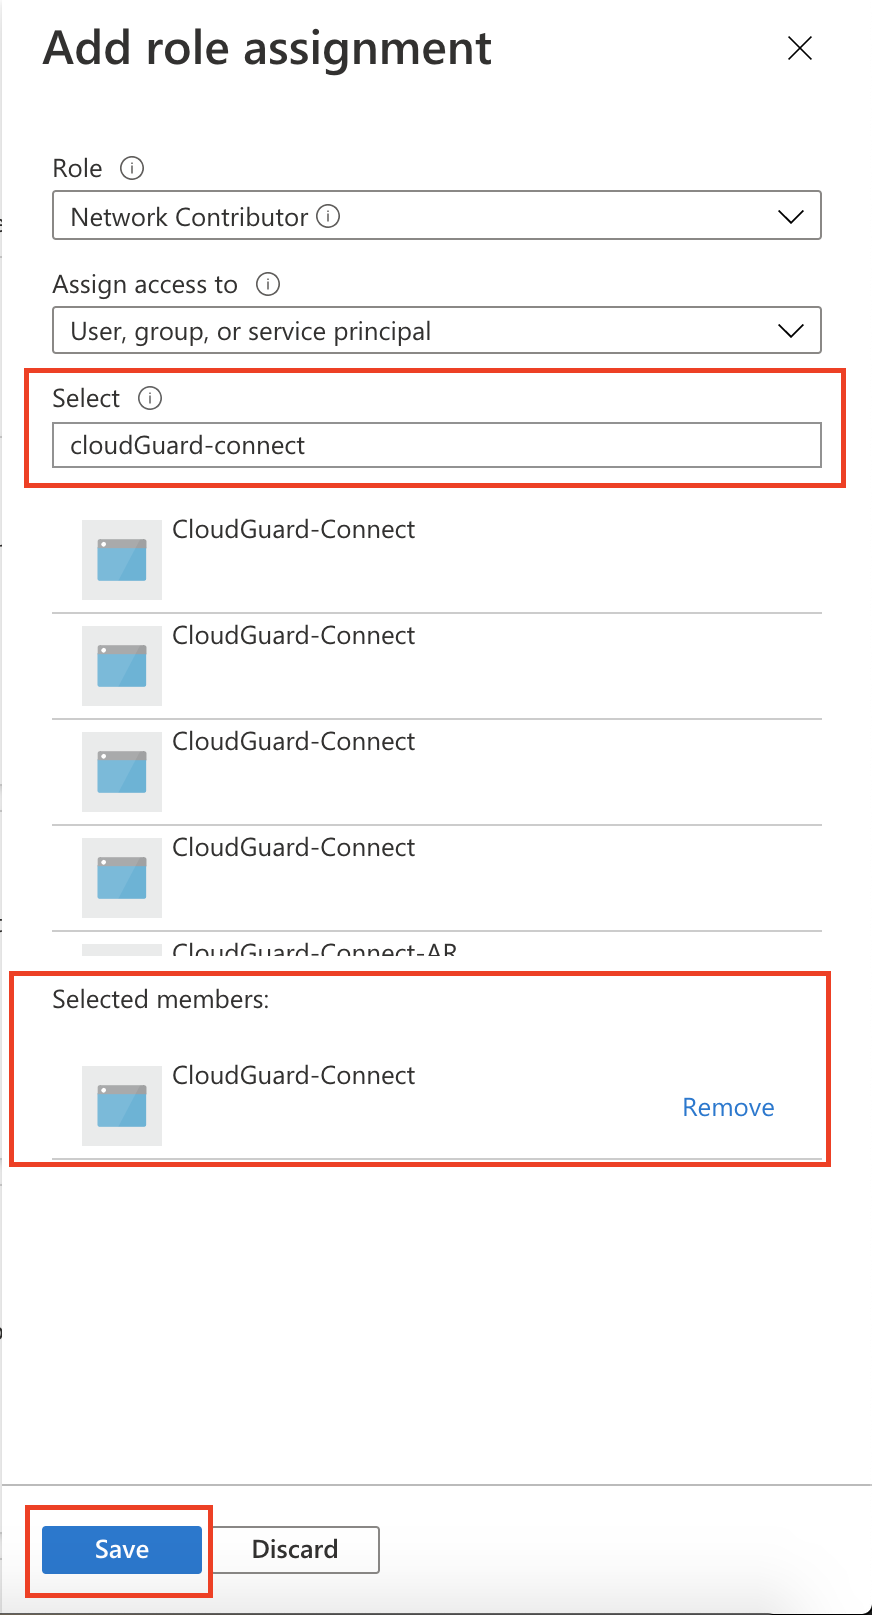 Add role assignment
Role
Network Contributor
Assign access to
User, group, or service principal
Select
cloudGuard-connect
CloudGuard-Connect
CloudGuard-Connect
CloudGuard-Connect
CloudGuard-Connect
CloudGuard-Connect-AR
Selected members:
CloudGuard-Connect
Remove
Save
Discard